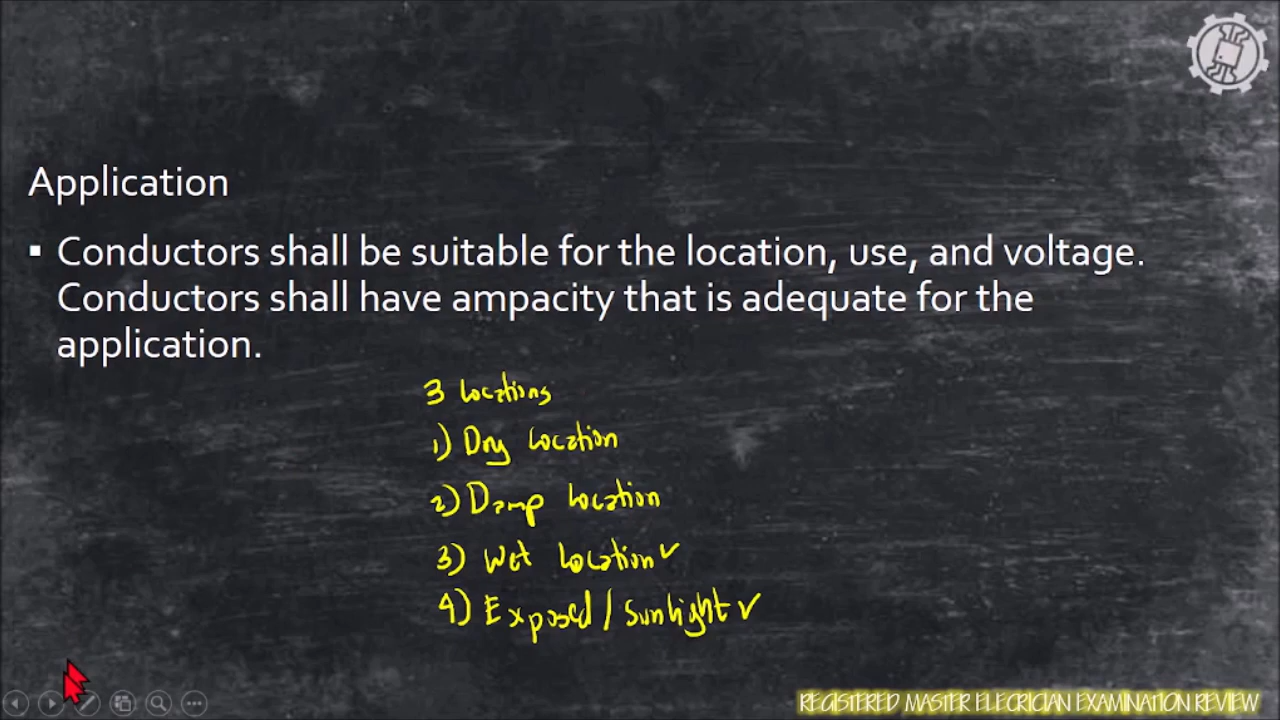 Application
▪ Conductors shall be suitable for the location, use, and voltage.
Conductors shall have ampacity that is adequate for the
application.
3 Locations
1) Dry Location
2) Damp Location
3) Wet Location ✓
4) Exposed / Sunlight ✓
REGISTERED MASTER ELECRICIAN EXAMINATION REVIEW